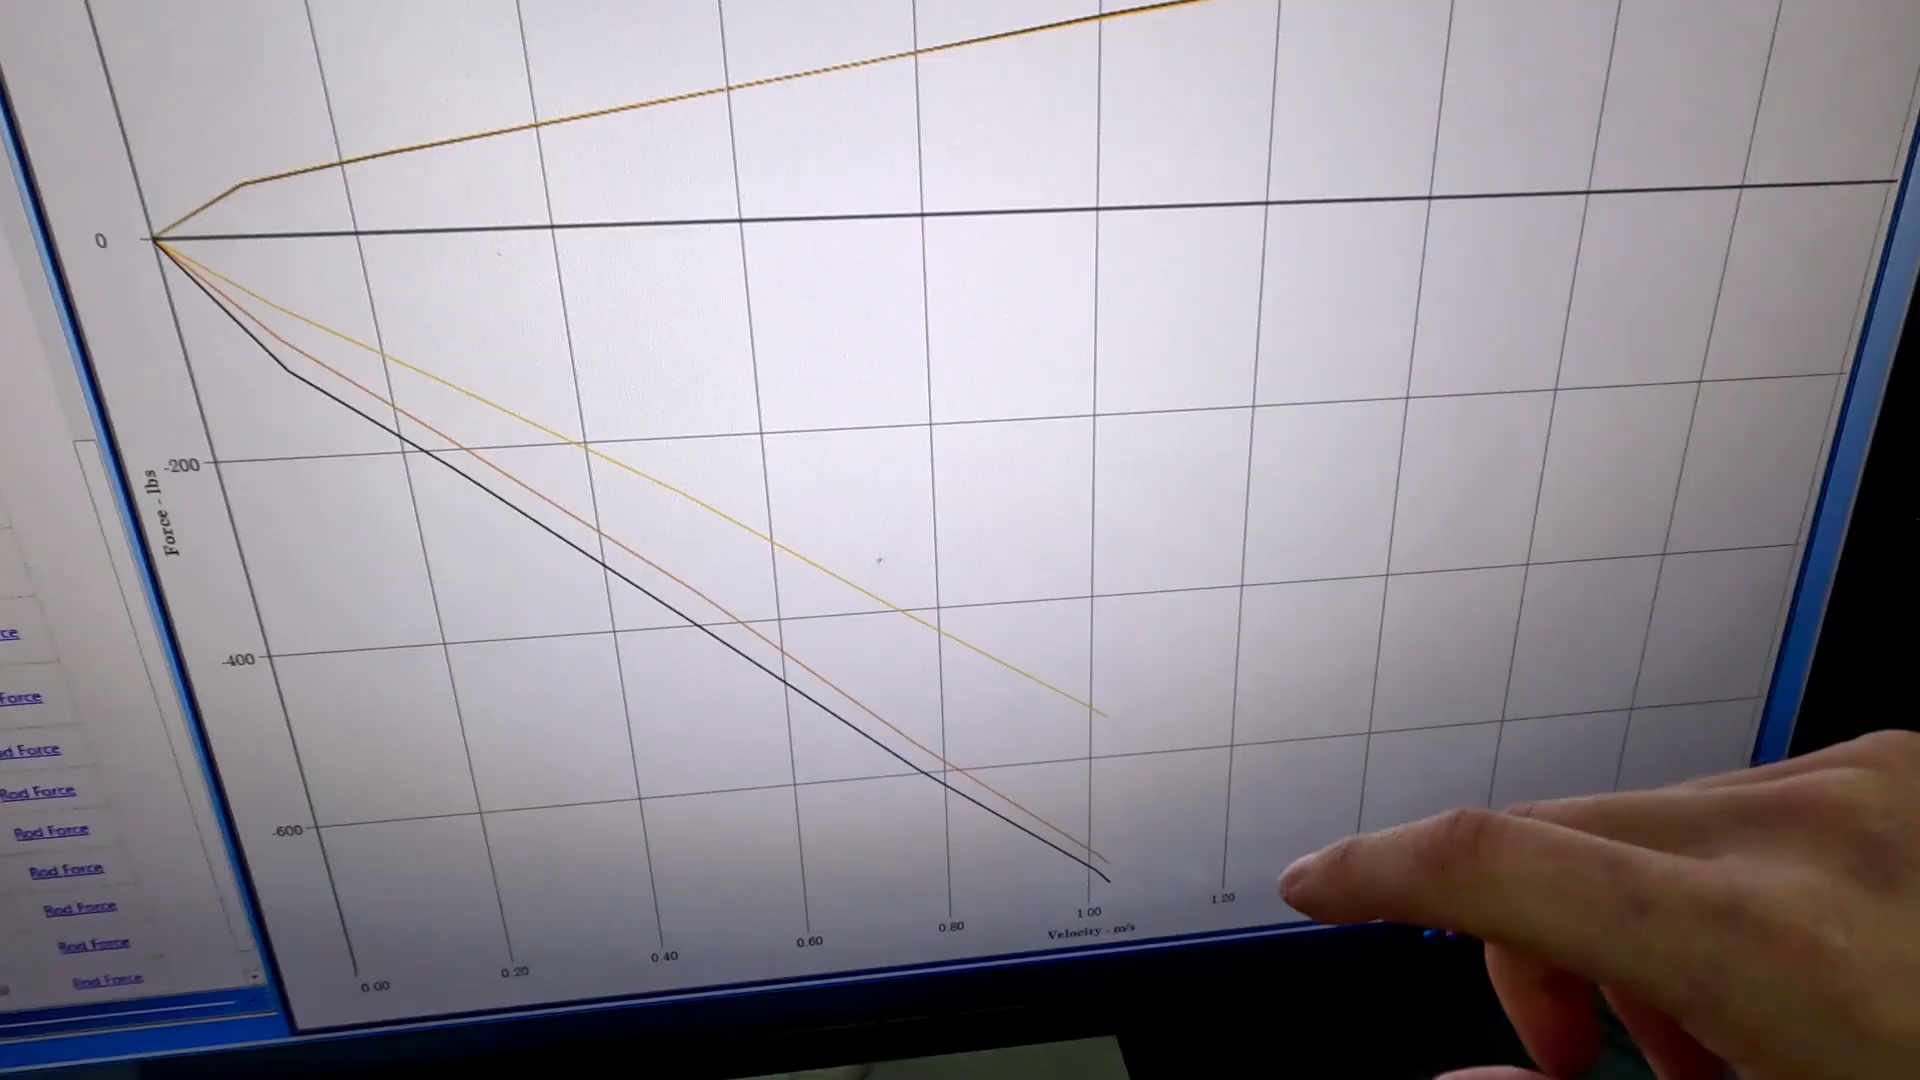 0
-200
Force - lbs
-400
-600
0.00
0.20
0.40
0.60
0.80
1.00
1.20
Velocity - m/s
ce
Force
d Force
Rod Force
Rod Force
Rod Force
Rod Force
Rod Force
Rod Force